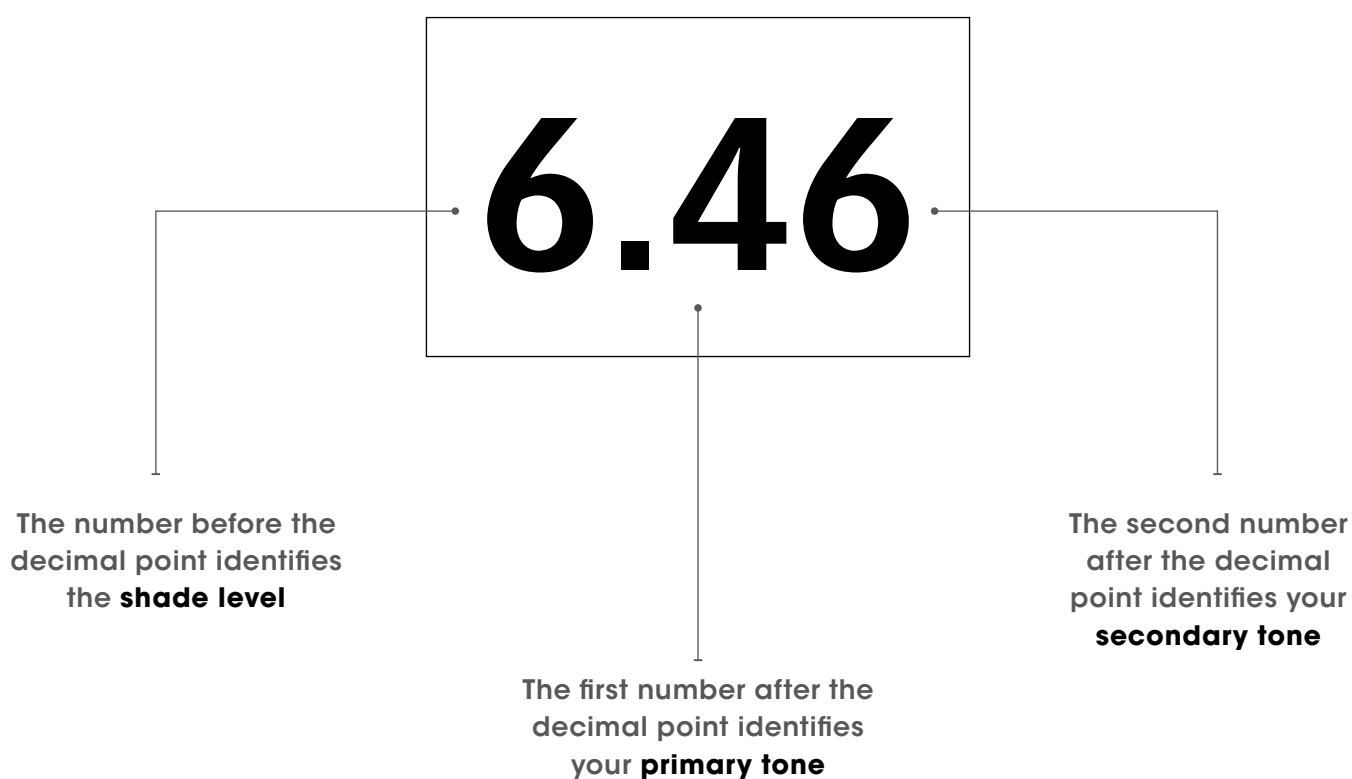 6.46
The number before the
decimal point identifies
the shade level
The first number after the
decimal point identifies
your primary tone
The second number
after the decimal
point identifies your
secondary tone